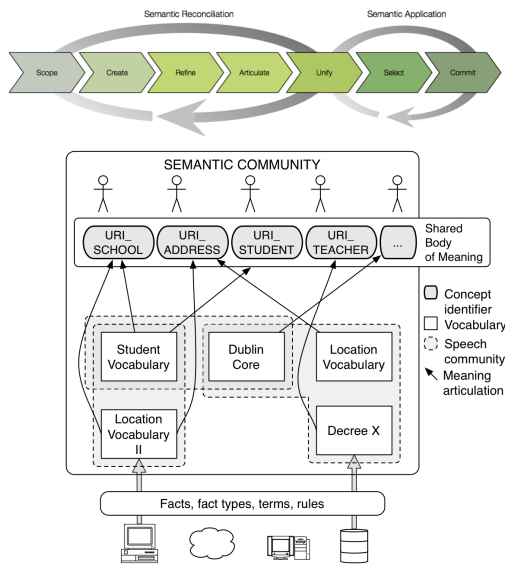 Semantic Reconciliation
Semantic Application
Scope
Create
Refine
Articulate
Unify
Select
Commit
SEMANTIC COMMUNITY
URI_
SCHOOL
URI_
ADDRESS
URI_
STUDENT
URI_
TEACHER
...
Shared
Body
of Meaning
Concept
identifier
Vocabulary
Speech
community
Meaning
articulation
Student
Vocabulary
Dublin
Core
Location
Vocabulary
Location
Vocabulary
II
Decree X
Facts, fact types, terms, rules